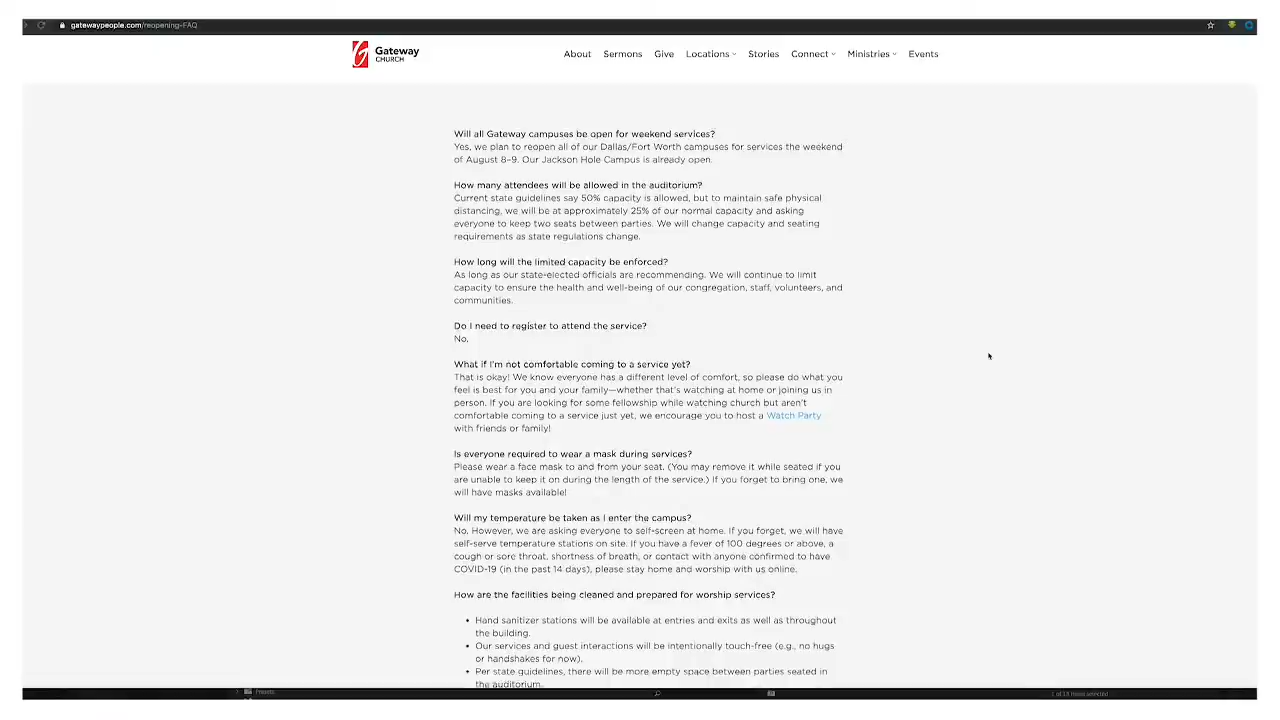 gatewaypeople.com/reopening-FAQ
Gateway
CHURCH
About Sermons Give Locations Stories Connect Ministries Events
Will all Gateway campuses be open for weekend services?
Yes, we plan to reopen all of our Dallas/Fort Worth campuses for services the weekend
of August 8–9. Our Jackson Hole Campus is already open.
How many attendees will be allowed in the auditorium?
Current state guidelines say 50% capacity is allowed, but to maintain safe physical
distancing, we will be at approximately 25% of our normal capacity and asking
everyone to keep two seats between parties. We will change capacity and seating
requirements as state regulations change.
How long will the limited capacity be enforced?
As long as our state-elected officials are recommending. We will continue to limit
capacity to ensure the health and well-being of our congregation, staff, volunteers, and
communities.
Do I need to register to attend the service?
No.
What if I'm not comfortable coming to a service yet?
That is okay! We know everyone has a different level of comfort, so please do what you
feel is best for you and your family—whether that's watching at home or joining us in
person. If you are looking for some fellowship while watching church but aren't
comfortable coming to a service just yet, we encourage you to host a Watch Party
with friends or family!
Is everyone required to wear a mask during services?
Please wear a face mask to and from your seat. (You may remove it while seated if you
are unable to keep it on during the length of the service.) If you forget to bring one, we
will have masks available!
Will my temperature be taken as I enter the campus?
No. However, we are asking everyone to self-screen at home. If you forget, we will have
self-serve temperature stations on site. If you have a fever of 100 degrees or above, a
cough or sore throat, shortness of breath, or contact with anyone confirmed to have
COVID-19 (in the past 14 days), please stay home and worship with us online.
How are the facilities being cleaned and prepared for worship services?
• Hand sanitizer stations will be available at entries and exits as well as throughout
the building.
• Our services and guest interactions will be intentionally touch-free (e.g., no hugs
or handshakes for now).
• Per state guidelines, there will be more empty space between parties seated in
the auditorium.
Presets
1 of 13 items selected